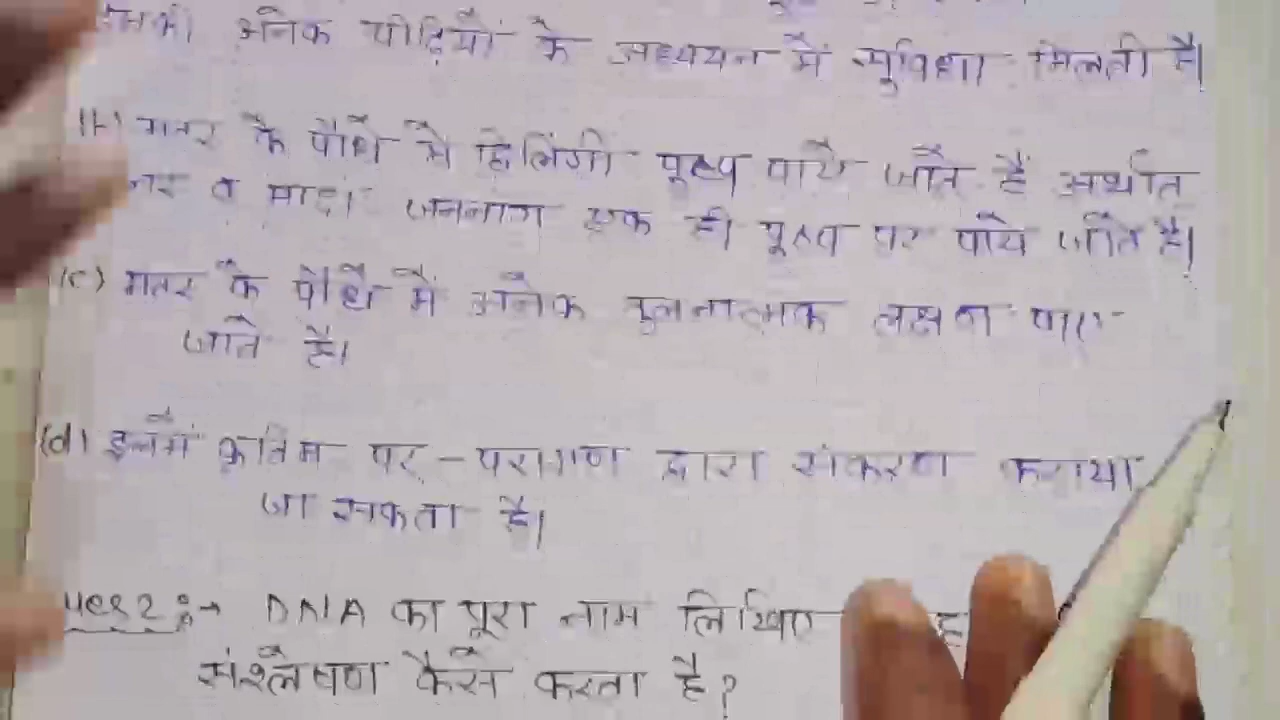 अनेक पीढ़ियों के अध्ययन में सुविधा मिलती है।
(b) मटर के पौधे में द्विलिंगी पुष्प पाये जाते हैं अर्थात
नर व मादा जननांग एक ही पुष्प पर पाये जाते है।
(c) मटर के पौधे में अनेक तुलनात्मक लक्षण पाए
जाते है।
(d) इनमें कृत्रिम पर-परागण द्वारा संकरण कराया
जा सकता है।
Ques 2 :→ DNA का पूरा नाम लिखिए
संश्लेषण कैसे करता है?